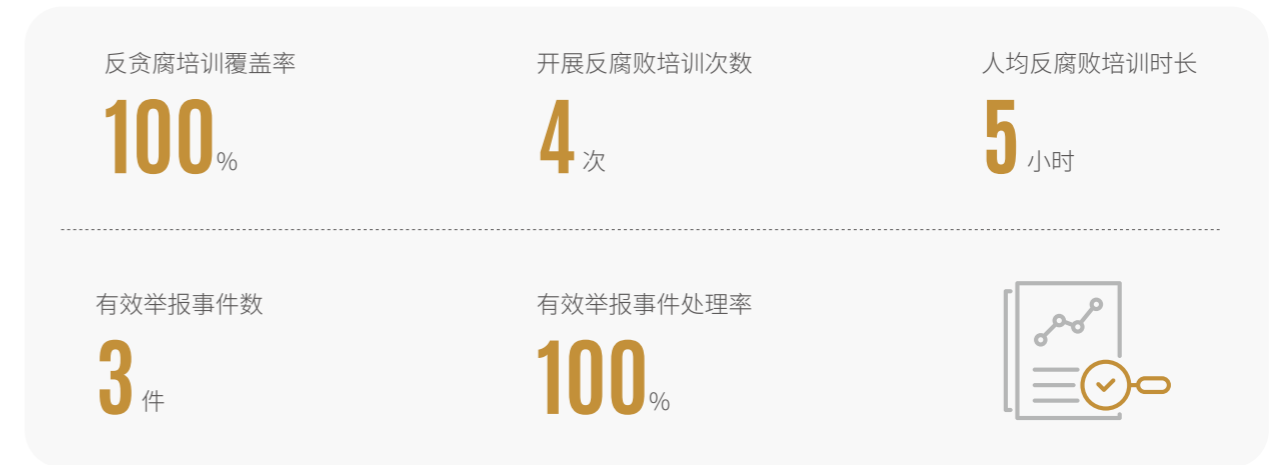 反贪腐培训覆盖率
100%
开展反腐败培训次数
4 次
人均反腐败培训时长
5 小时
有效举报事件数
3 件
有效举报事件处理率
100%